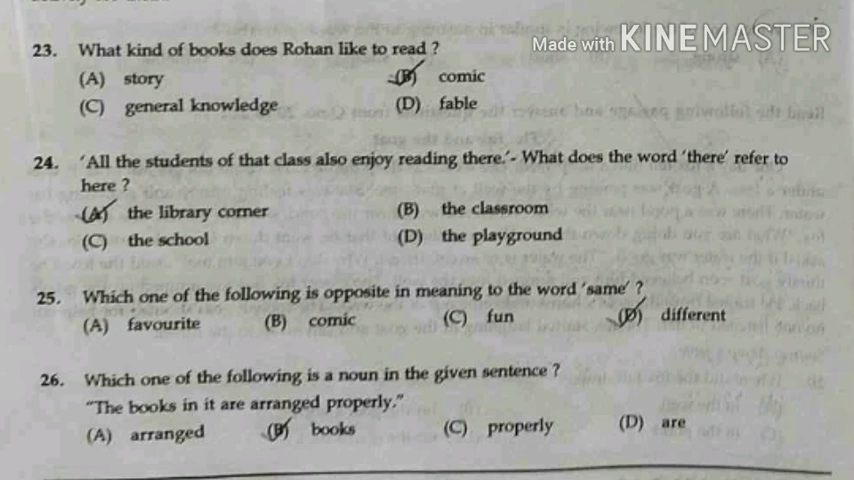 Made with KINEMASTER
23. What kind of books does Rohan like to read ?
(A) story (B) comic
(C) general knowledge (D) fable
24. 'All the students of that class also enjoy reading there.'- What does the word 'there' refer to
here ?
(A) the library corner (B) the classroom
(C) the school (D) the playground
25. Which one of the following is opposite in meaning to the word 'same' ?
(A) favourite (B) comic (C) fun (D) different
26. Which one of the following is a noun in the given sentence ?
"The books in it are arranged properly."
(A) arranged (B) books (C) properly (D) are